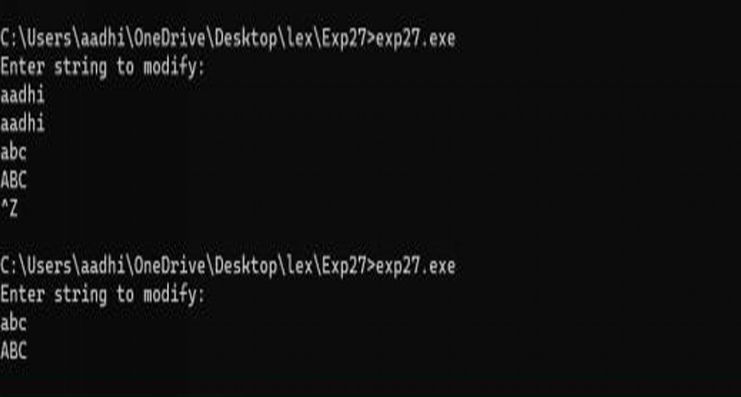 C:\Users\aadhi\OneDrive\Desktop\lex\Exp27>exp27.exe
Enter string to modify:
aadhi
aadhi
abc
ABC
^Z
C:\Users\aadhi\OneDrive\Desktop\lex\Exp27>exp27.exe
Enter string to modify:
abc
ABC